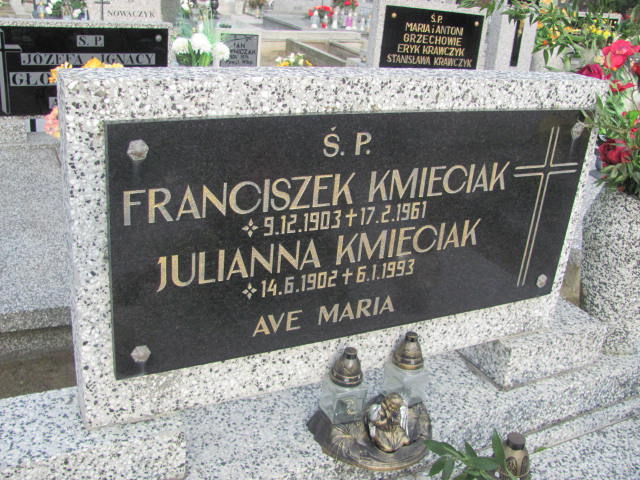 Ś. P.
FRANCISZEK KMIECIAK
9.12.1903 + 17.2.1961
JULIANNA KMIECIAK
14.6.1902 + 6.1.1993
AVE MARIA
Ś.P.
MARIA I ANTONI
GRZECHOWIE
ERYK KRAWCZYK
STANISŁAWA KRAWCZYK
Ś.P.
JÓZEFA IGNACY
NOWACZYK
JAN